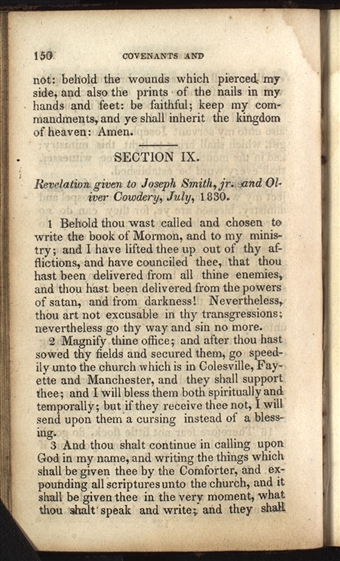 150 COVENANTS AND
not: behold the wounds which pierced my
side, and also the prints of the nails in my
hands and feet: be faithful; keep my com-
mandments, and ye shall inherit the kingdom
of heaven: Amen.
SECTION IX.
Revelation given to Joseph Smith, jr. and Ol-
iver Cowdery, July, 1830.
1 Behold thou wast called and chosen to
write the book of Mormon, and to my minis-
try; and I have lifted thee up out of thy af-
flictions, and have counciled thee, that thou
hast been delivered from all thine enemies,
and thou hast been delivered from the powers
of satan, and from darkness! Nevertheless,
thou art not excusable in thy transgressions;
nevertheless go thy way and sin no more.
2 Magnify thine office; and after thou hast
sowed thy fields and secured them, go speed-
ily unto the church which is in Colesville, Fay-
ette and Manchester, and they shall support
thee; and I will bless them both spiritually and
temporally; but if they receive thee not, I will
send upon them a cursing instead of a bless-
ing.
3 And thou shalt continue in calling upon
God in my name, and writing the things which
shall be given thee by the Comforter, and ex-
pounding all scriptures unto the church, and it
shall be given thee in the very moment, what
thou shalt speak and write; and they shall